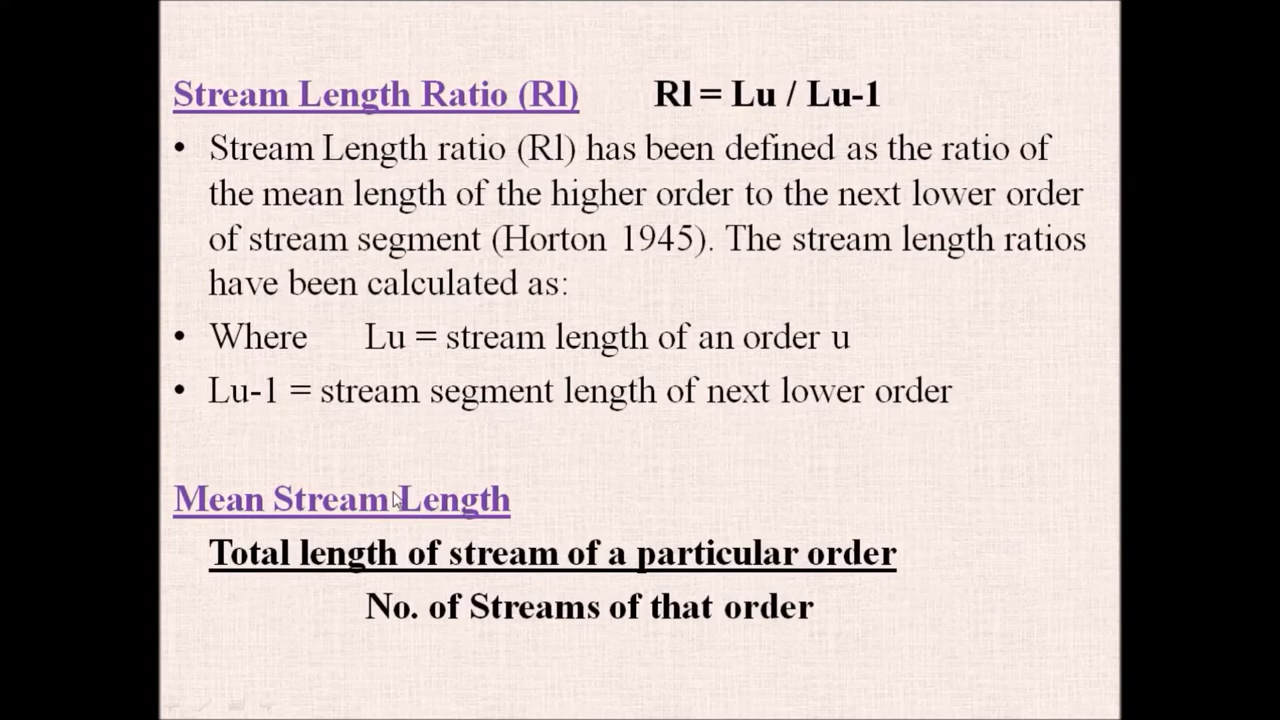 Stream Length Ratio (Rl) Rl = Lu / Lu-1
• Stream Length ratio (Rl) has been defined as the ratio of
the mean length of the higher order to the next lower order
of stream segment (Horton 1945). The stream length ratios
have been calculated as:
• Where Lu = stream length of an order u
• Lu-1 = stream segment length of next lower order
Mean Stream Length
Total length of stream of a particular order
No. of Streams of that order